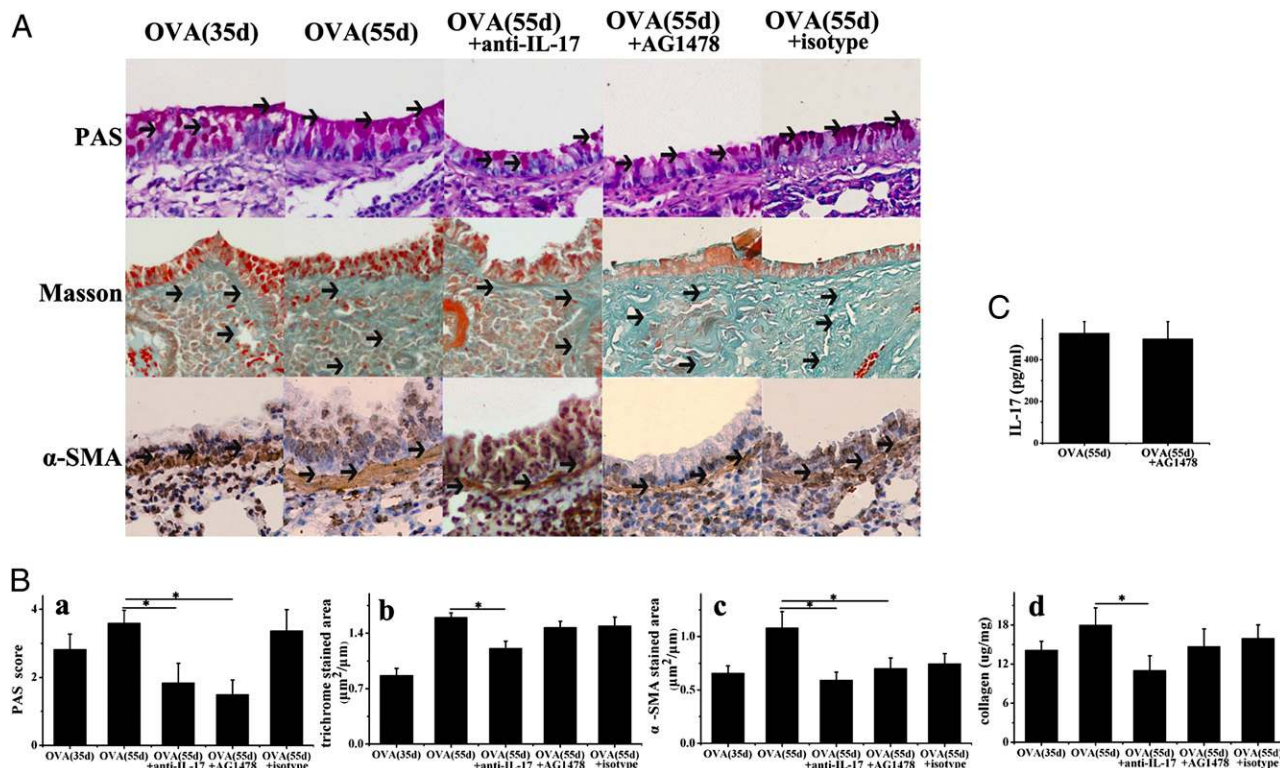 A
OVA(35d)
OVA(55d)
OVA(55d)
+anti-IL-17
OVA(55d)
+AG1478
OVA(55d)
+isotype
PAS
Masson
α-SMA
C
IL-17 (pg/ml)
400
200
0
OVA(55d)
OVA(55d)
+AG1478
B
a
PAS score
4
2
0
OVA(35d)
OVA(55d)
OVA(55d)
+anti-IL-17
OVA(55d)
+AG1478
OVA(55d)
+isotype
*
*
b
trichrome stained area
(μm²/μm)
1.4
0.7
0.0
OVA(35d)
OVA(55d)
OVA(55d)
+anti-IL-17
OVA(55d)
+AG1478
OVA(55d)
+isotype
*
c
α -SMA stained area
(μm²/μm)
1.0
0.5
0.0
OVA(35d)
OVA(55d)
OVA(55d)
+anti-IL-17
OVA(55d)
+AG1478
OVA(55d)
+isotype
*
*
d
collagen (ug/mg)
18
12
6
0
OVA(35d)
OVA(55d)
OVA(55d)
+anti-IL-17
OVA(55d)
+AG1478
OVA(55d)
+isotype
*